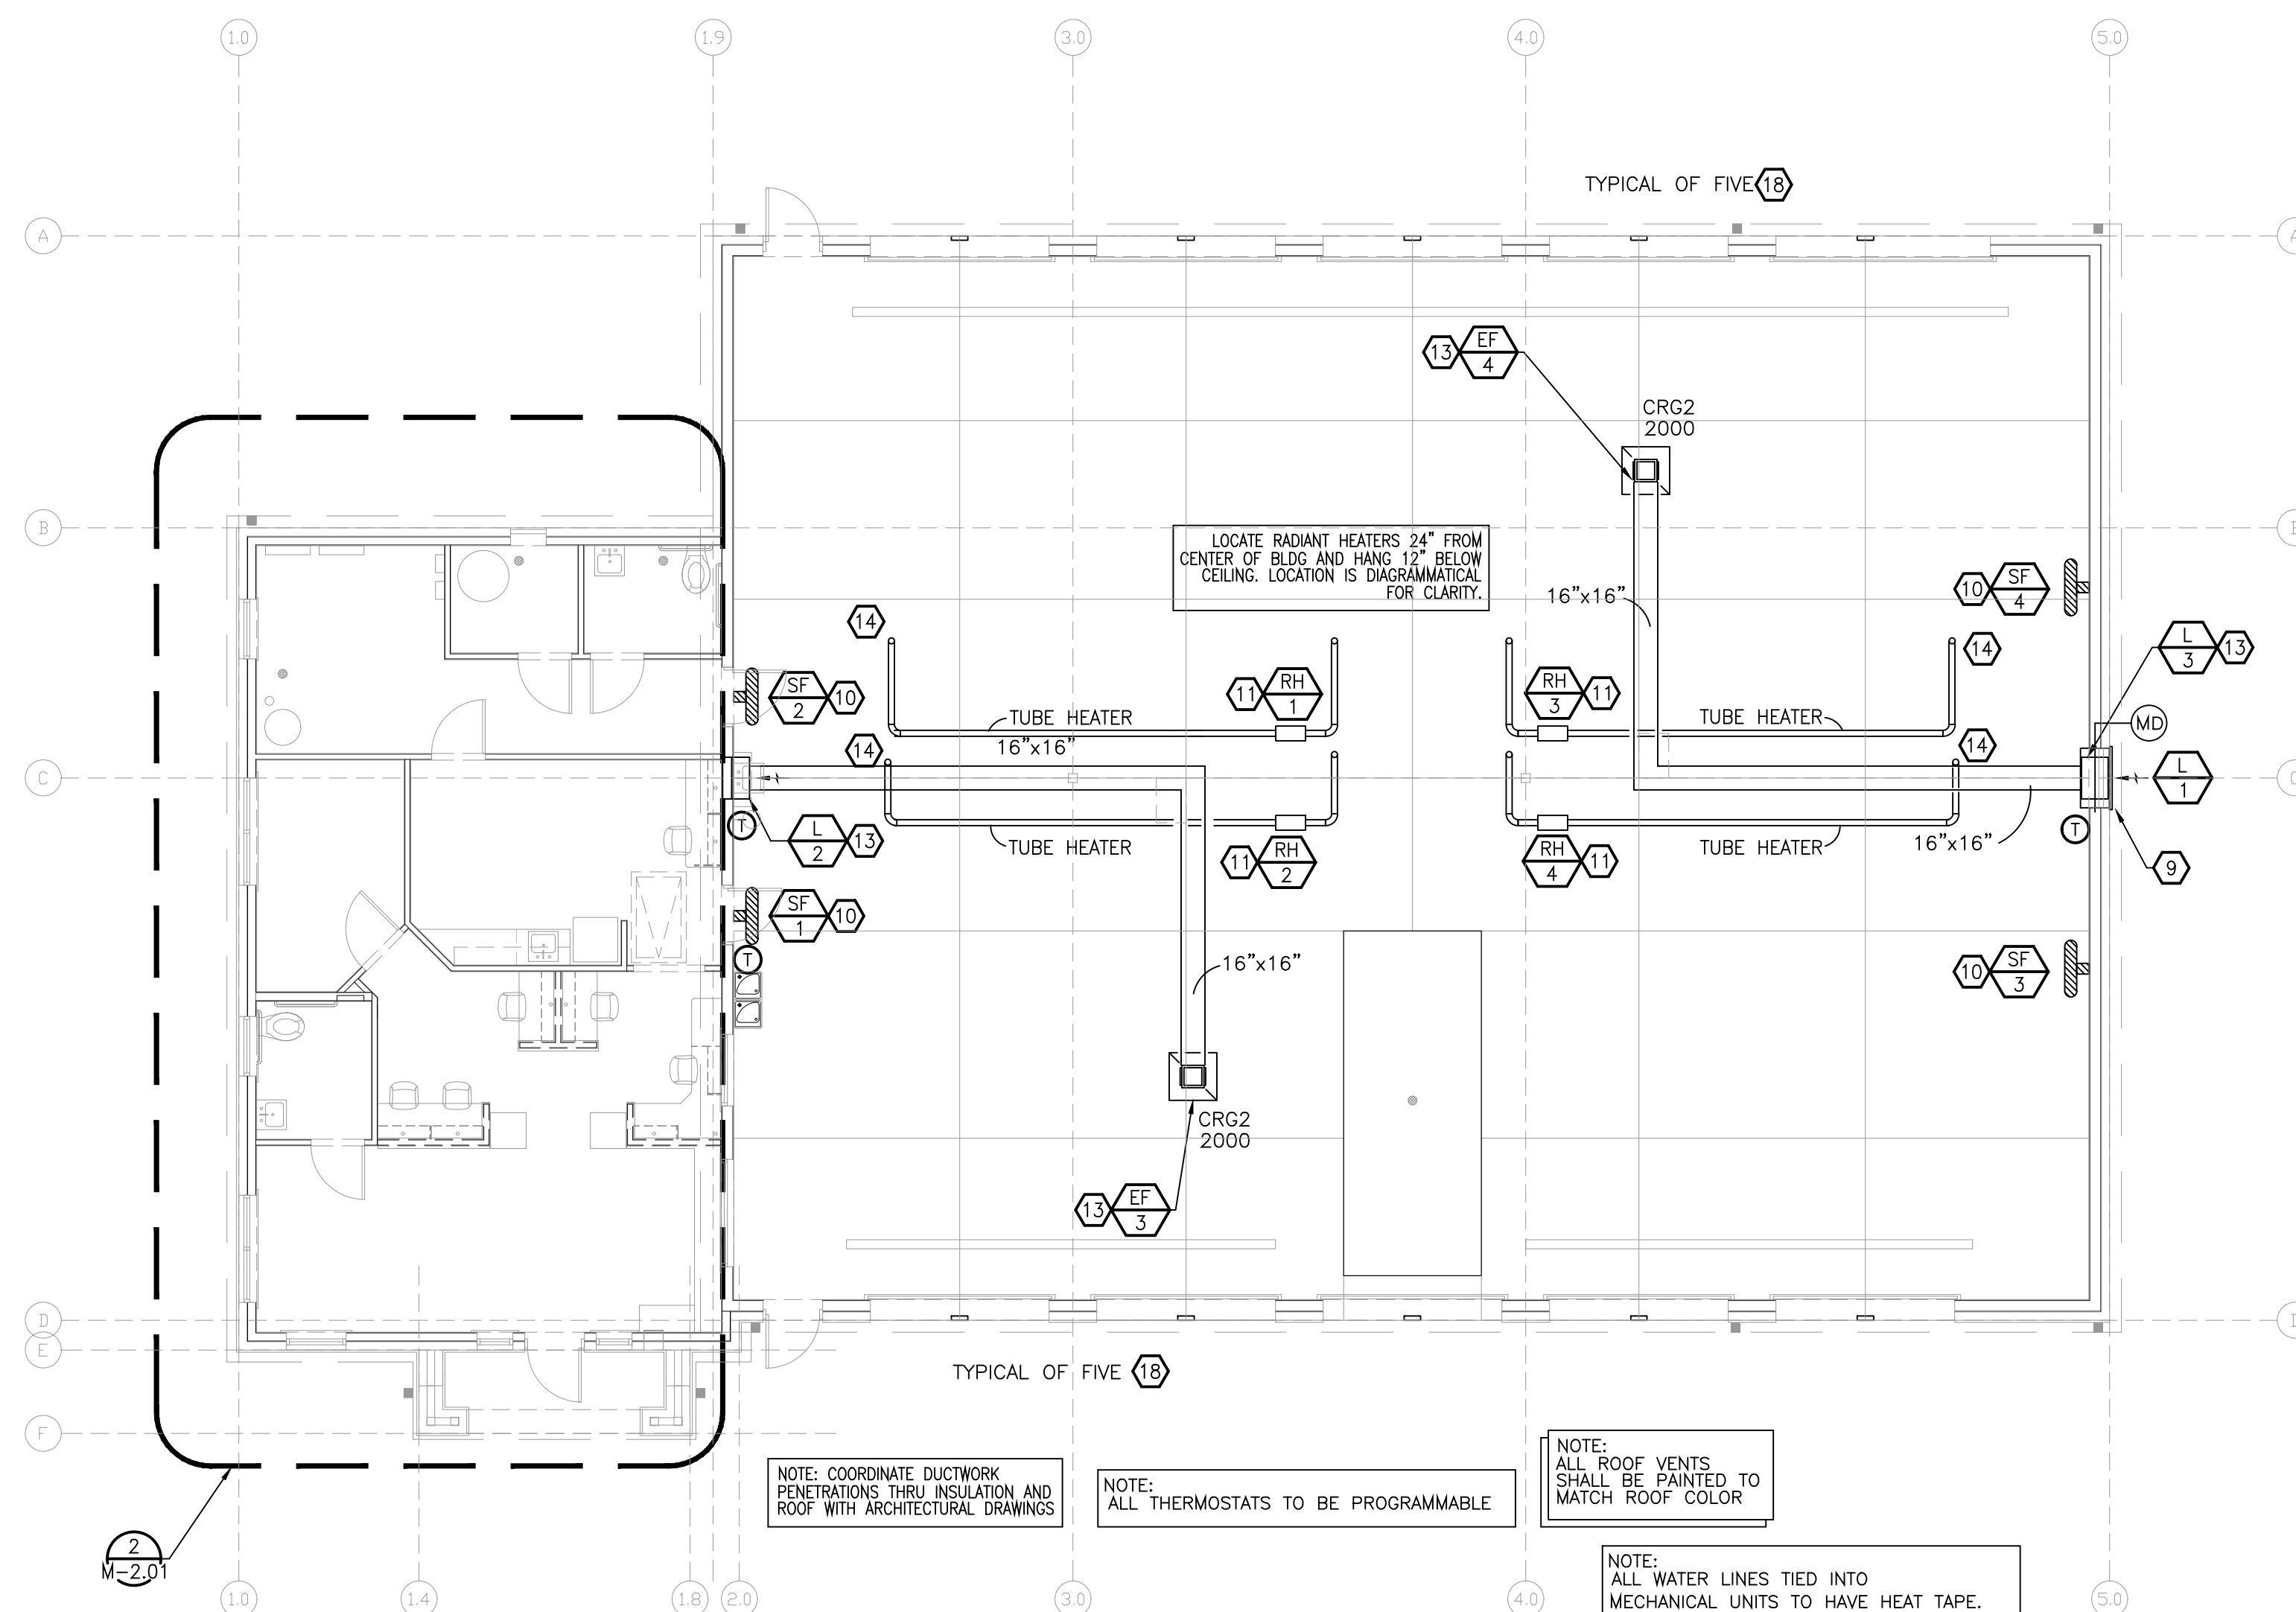 1.0
1.9
3.0
4.0
5.0
TYPICAL OF FIVE 18
A
13 EF 4
CRG2
2000
B
LOCATE RADIANT HEATERS 24" FROM
CENTER OF BLDG AND HANG 12" BELOW
CEILING. LOCATION IS DIAGRAMMATICAL
FOR CLARITY.
16"x16"
10 SF 4
14
14
L 3 13
SF 2 10
11 RH 1
RH 3 11
TUBE HEATER
TUBE HEATER
MD
16"x16"
14
14
C
L 1
T
L 2 13
T
TUBE HEATER
11 RH 2
RH 4 11
TUBE HEATER
16"x16"
9
SF 1 10
T
16"x16"
10 SF 3
CRG2
2000
13 EF 3
D
E
TYPICAL OF FIVE 18
F
NOTE: COORDINATE DUCTWORK
PENETRATIONS THRU INSULATION AND
ROOF WITH ARCHITECTURAL DRAWINGS
NOTE:
ALL THERMOSTATS TO BE PROGRAMMABLE
NOTE:
ALL ROOF VENTS
SHALL BE PAINTED TO
MATCH ROOF COLOR
NOTE:
ALL WATER LINES TIED INTO
MECHANICAL UNITS TO HAVE HEAT TAPE.
2
M-2.01
1.0
1.4
1.8
2.0
3.0
4.0
5.0